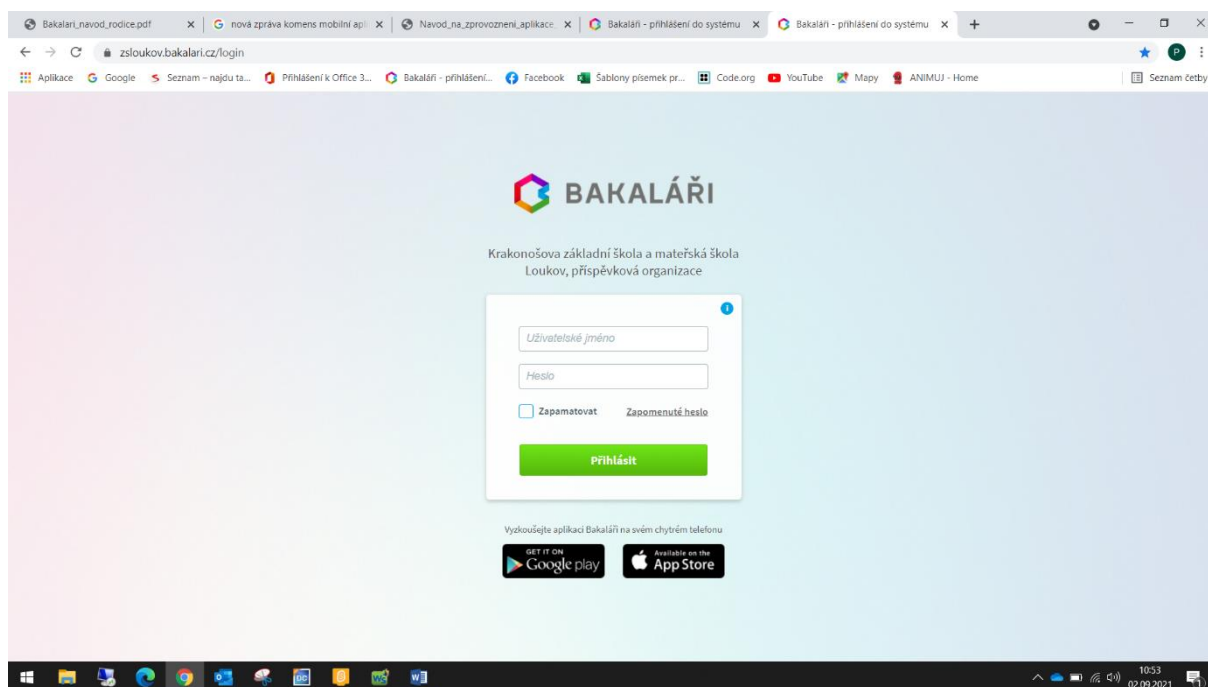 Bakalari_navod_rodice.pdf
nová zpráva komens mobilní apli
Navod_na_zprovozneni_aplikace_
Bakaláři - přihlášení do systému
Bakaláři - přihlášení do systému
zsloukov.bakalari.cz/login
P
Aplikace
Google
Seznam – najdu ta...
Přihlášení k Office 3...
Bakaláři - přihlášení...
Facebook
Šablony písemek pr...
Code.org
YouTube
Mapy
ANIMUJ - Home
Seznam četby
BAKALÁŘI
Krakonošova základní škola a mateřská škola
Loukov, příspěvková organizace
Uživatelské jméno
Heslo
Zapamatovat
Zapomenuté heslo
Přihlásit
Vyzkoušejte aplikaci Bakaláři na svém chytrém telefonu
GET IT ON
Google play
Available on the
App Store
10:53
02.09.2021